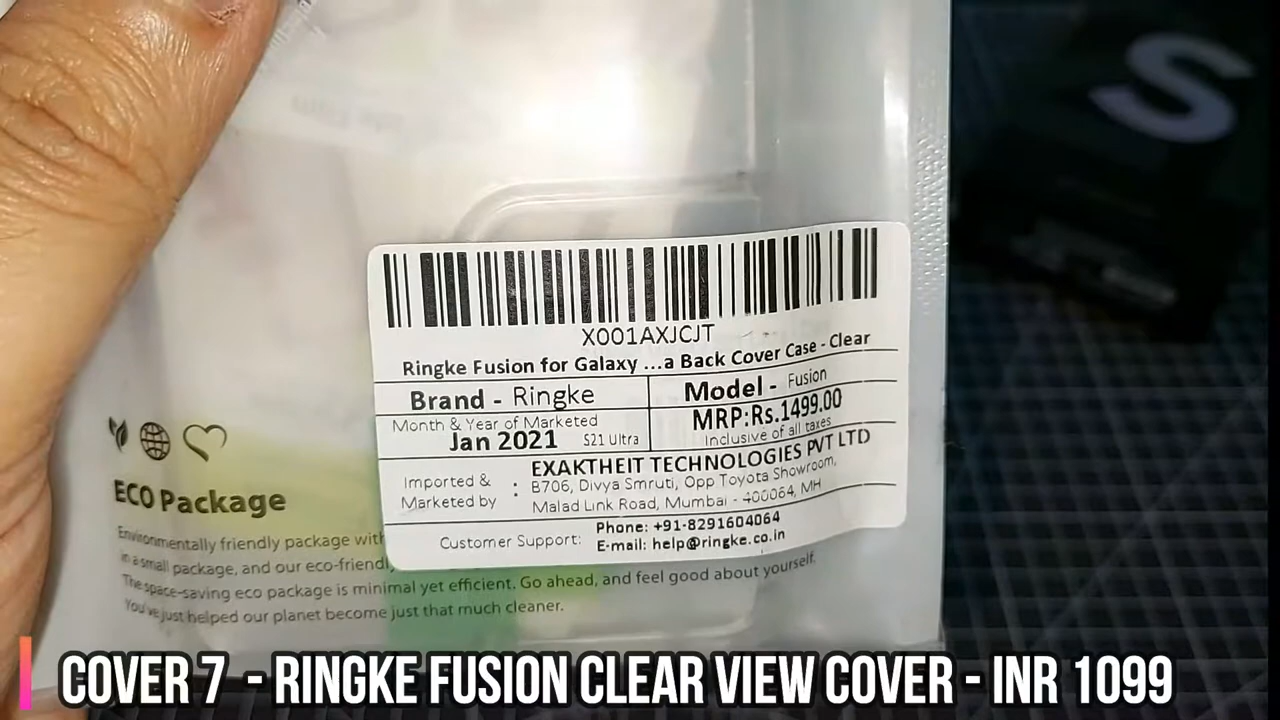 S
X001AXJCJT
Ringke Fusion for Galaxy ...a Back Cover Case - Clear
Brand - Ringke
Model - Fusion
Month & Year of Marketed
Jan 2021 S21 Ultra
MRP:Rs.1499.00
Inclusive of all taxes
Imported & Marketed by :
EXAKTHEIT TECHNOLOGIES PVT LTD
B706, Divya Smruti, Opp Toyota Showroom,
Malad Link Road, Mumbai - 400064, MH
Customer Support:
Phone: +91-8291604064
E-mail: help@ringke.co.in
ECO Package
Environmentally friendly package with
in a small package, and our eco-friendl
The space-saving eco package is minimal yet efficient. Go ahead, and feel good about yourself.
You've just helped our planet become just that much cleaner.
COVER 7 - RINGKE FUSION CLEAR VIEW COVER - INR 1099